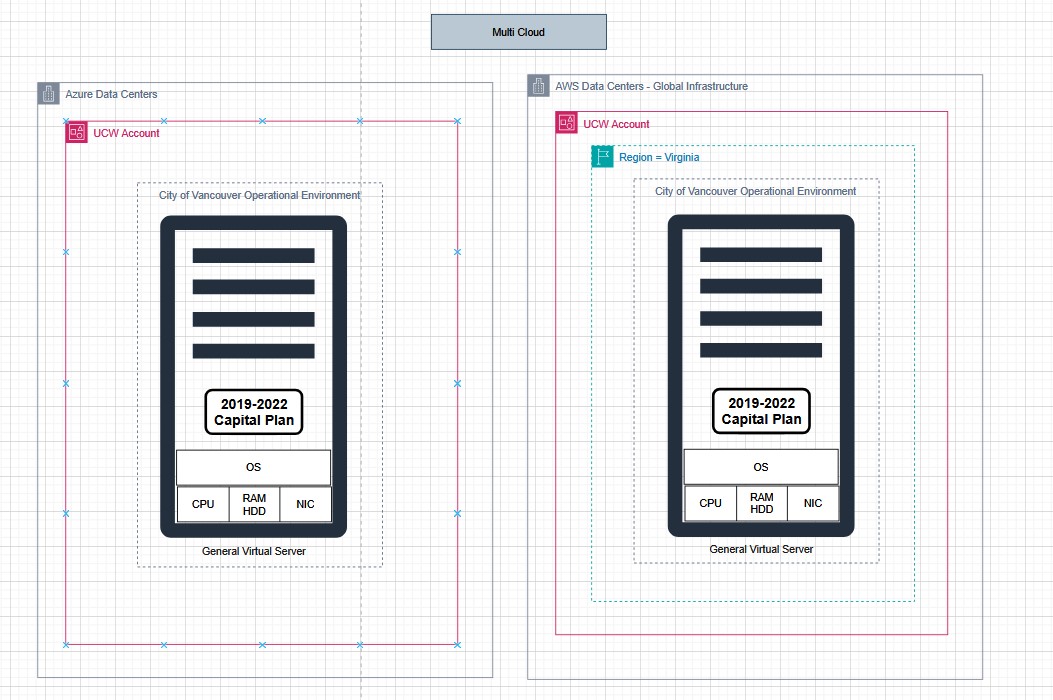 Multi Cloud
Azure Data Centers
UCW Account
City of Vancouver Operational Environment
2019-2022
Capital Plan
OS
CPU
RAM
HDD
NIC
General Virtual Server
AWS Data Centers - Global Infrastructure
UCW Account
Region = Virginia
City of Vancouver Operational Environment
2019-2022
Capital Plan
OS
CPU
RAM
HDD
NIC
General Virtual Server